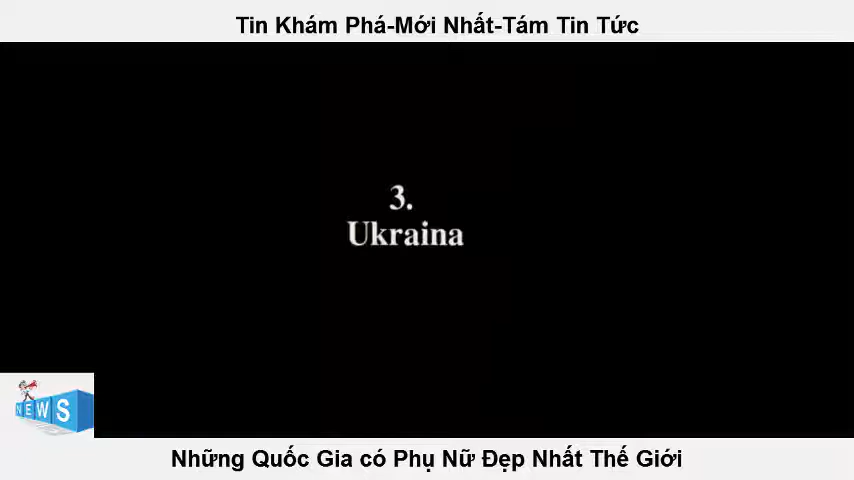 Tin Khám Phá-Mới Nhất-Tám Tin Tức
3.
Ukraina
NEWS
Những Quốc Gia có Phụ Nữ Đẹp Nhất Thế Giới